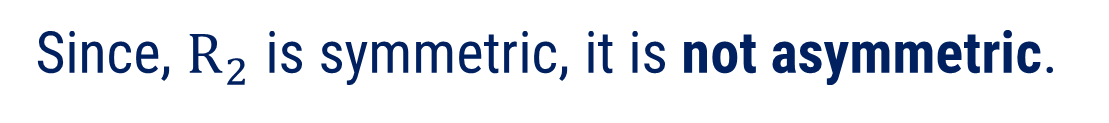 Since, R₂ is symmetric, it is not asymmetric.